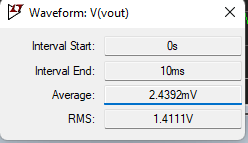 Waveform: V(vout)
Interval Start: 0s
Interval End: 10ms
Average: 2.4392mV
RMS: 1.4111V